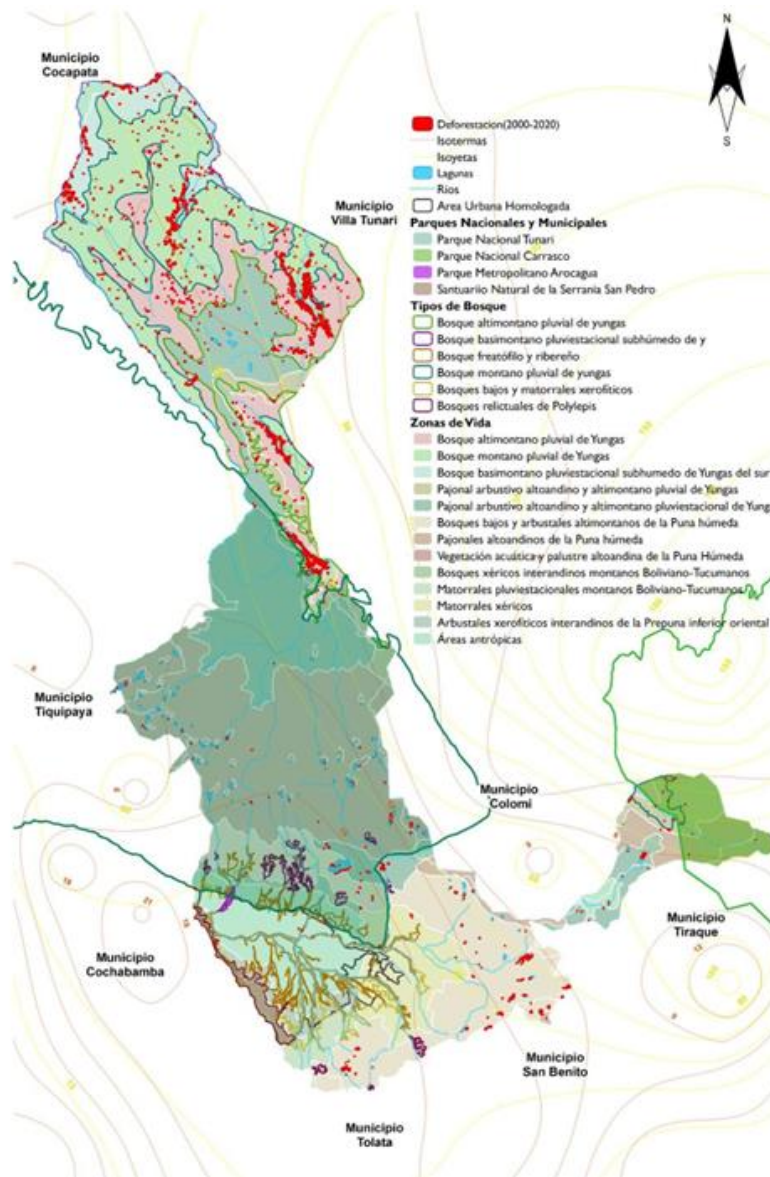 N
S
Municipio
Cocapata
Municipio
Villa Tunari
Deforestacion(2000-2020)
Isotermas
Isoyetas
Lagunas
Rios
Area Urbana Homologada
Parques Nacionales y Municipales
Parque Nacional Tunari
Parque Nacional Carrasco
Parque Metropolitano Arocagua
Santuariio Natural de la Serrania San Pedro
Tipos de Bosque
Bosque altimontano pluvial de yungas
Bosque basimontano pluviestacional subhúmedo de y
Bosque freatófilo y ribereño
Bosque montano pluvial de yungas
Bosques bajos y matorrales xerofíticos
Bosques relictuales de Polylepis
Zonas de Vida
Bosque altimontano pluvial de Yungas
Bosque montano pluvial de Yungas
Bosque basimontano pluviestacional subhumedo de Yungas del sur
Pajonal arbustivo altoandino y altimontano pluvial de Yungas
Pajonal arbustivo altoandino y altimontano pluviestacional de Yung
Bosques bajos y arbustales altimontanos de la Puna húmeda
Pajonales altoandinos de la Puna húmeda
Vegetación acuática y palustre altoandina de la Puna Húmeda
Bosques xéricos interandinos montanos Boliviano-Tucumanos
Matorrales pluviestacionales montanos Boliviano-Tucumanos
Matorrales xéricos
Arbustales xerofíticos interandinos de la Prepuna inferior oriental
Áreas antrópicas
Municipio
Tiquipaya
Municipio
Colomi
Municipio
Cochabamba
Municipio
Tiraque
Municipio
San Benito
Municipio
Tolata